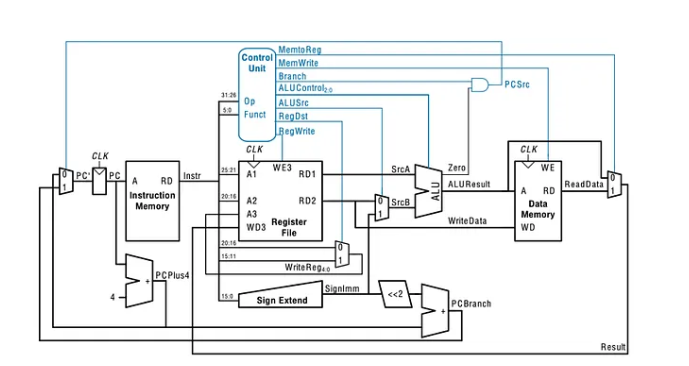 MemtoReg
Control
Unit
MemWrite
Branch
ALUControl2:0
PCSrc
31:26
Op
ALUSrc
5:0
Funct
RegDst
RegWrite
CLK
CLK
CLK
0
1
PC'
PC
A
RD
Instr
Instruction
Memory
25:21
A1
WE3
RD1
SrcA
Zero
WE
0
1
20:16
A2
RD2
0
1
SrcB
ALU
ALUResult
A
RD
ReadData
Data
Memory
A3
WD3
Register
File
WriteData
WD
20:16
0
15:11
1
WriteReg4:0
PCPlus4
+
4
15:0
Sign Extend
SignImm
<<2
+
PCBranch
Result